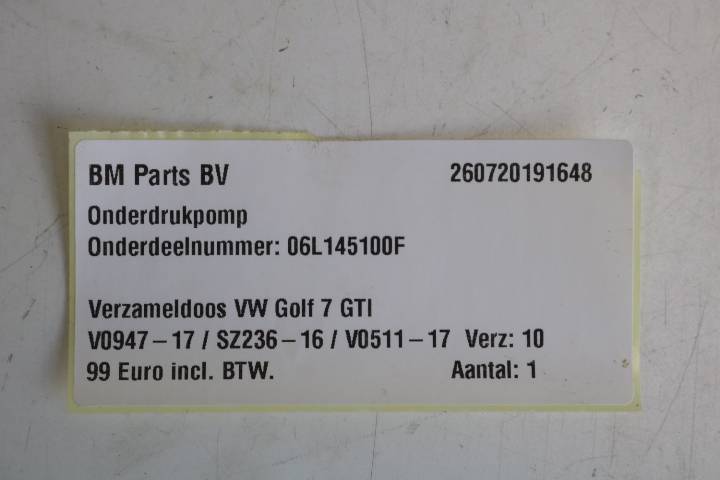 BM Parts BV 260720191648
Onderdrukpomp
Onderdeelnummer: 06L145100F
Verzameldoos VW Golf 7 GTI
V0947-17 / SZ236-16 / V0511-17 Verz: 10
99 Euro incl. BTW. Aantal: 1